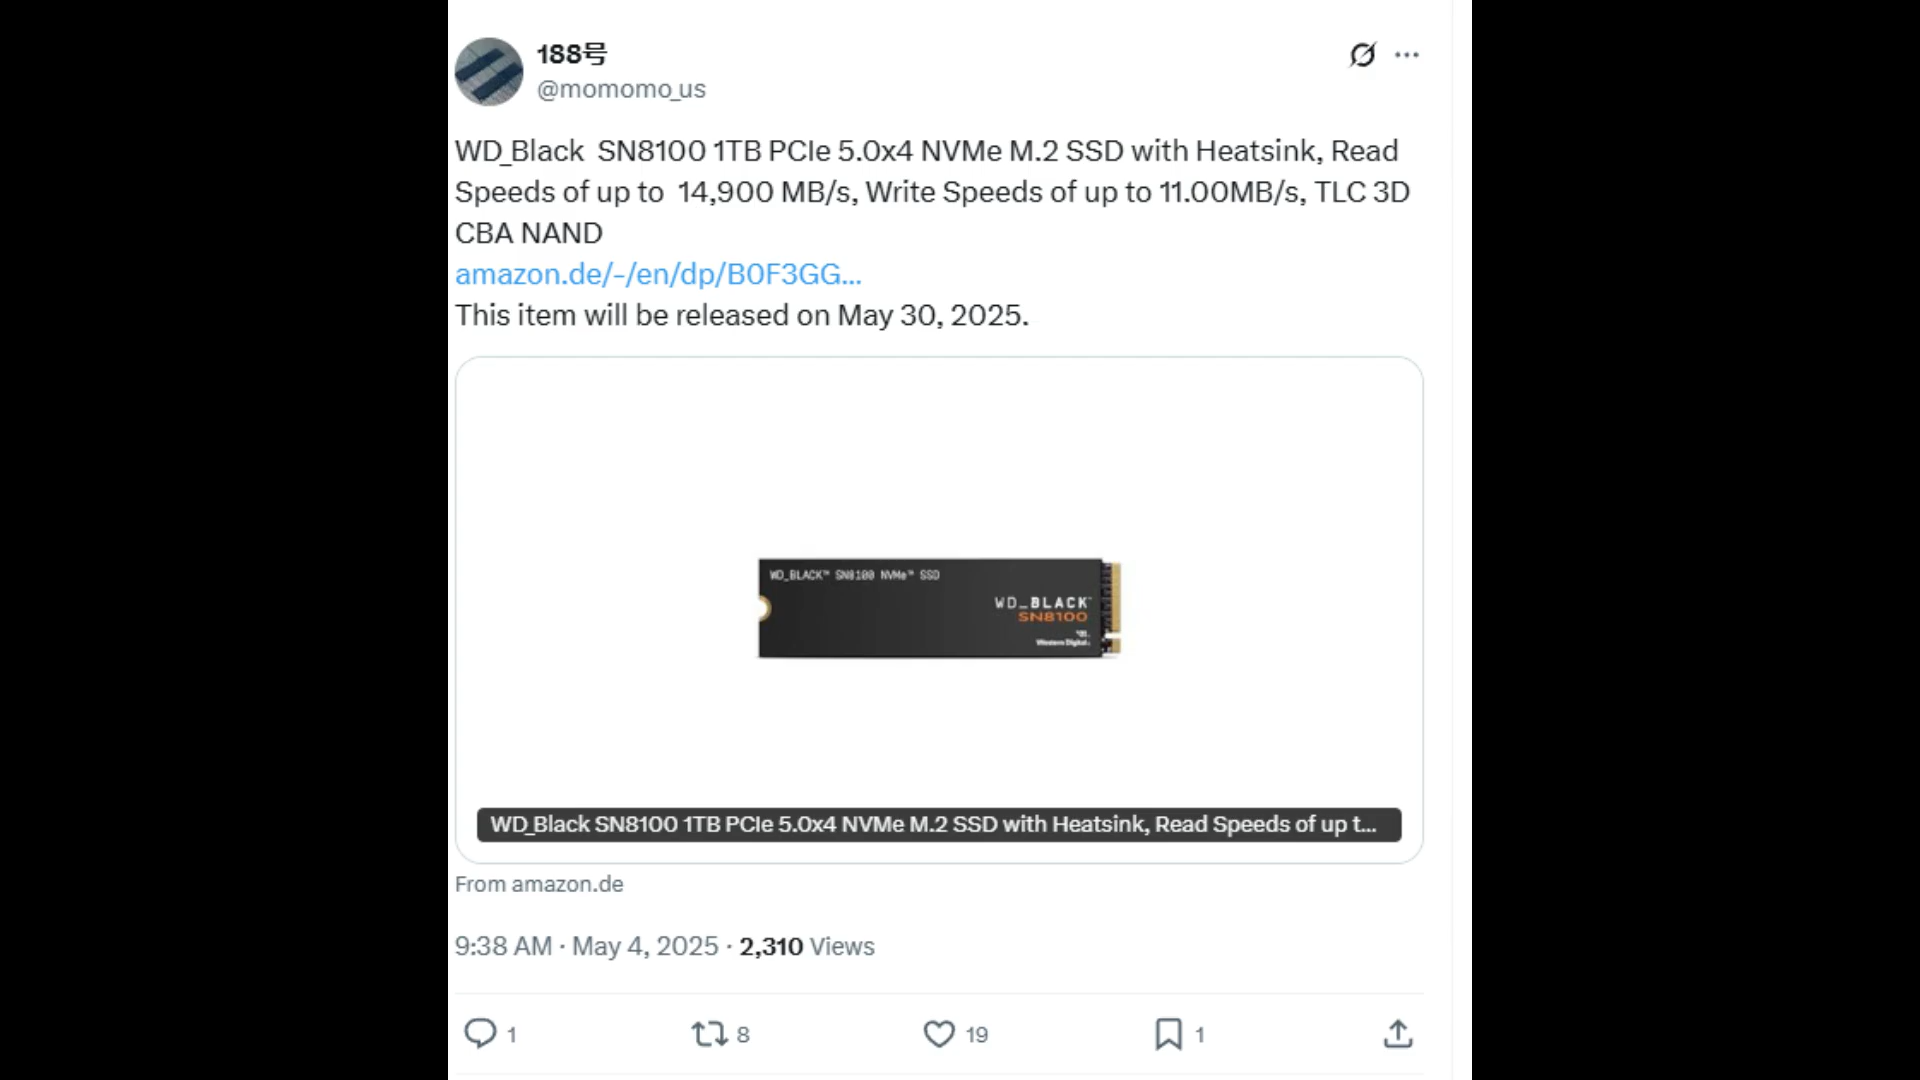 188号
@momomo_us
WD_Black SN8100 1TB PCIe 5.0x4 NVMe M.2 SSD with Heatsink, Read
Speeds of up to 14,900 MB/s, Write Speeds of up to 11.00MB/s, TLC 3D
CBA NAND
amazon.de/-/en/dp/B0F3GG...
This item will be released on May 30, 2025.
WD_BLACK™ SN8100 NVMe™ SSD
WD_BLACK™
SN8100
Western Digital.
WD_Black SN8100 1TB PCIe 5.0x4 NVMe M.2 SSD with Heatsink, Read Speeds of up t...
From amazon.de
9:38 AM · May 4, 2025 · 2,310 Views
1 8 19 1